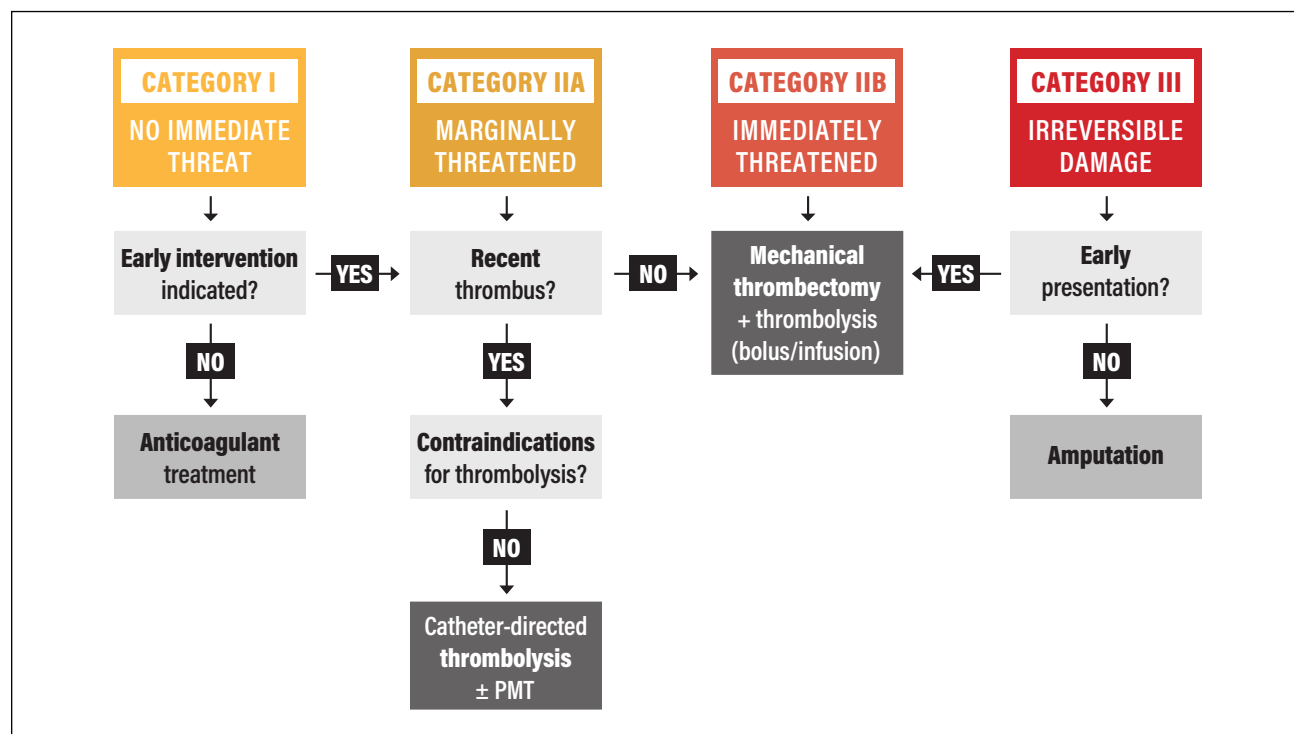 CATEGORY I
NO IMMEDIATE
THREAT
CATEGORY IIA
MARGINALLY
THREATENED
CATEGORY IIB
IMMEDIATELY
THREATENED
CATEGORY III
IRREVERSIBLE
DAMAGE
Early intervention
indicated?
YES
Recent
thrombus?
NO
Mechanical
thrombectomy
+ thrombolysis
(bolus/infusion)
YES
Early
presentation?
NO
YES
NO
Anticoagulant
treatment
Contraindications
for thrombolysis?
Amputation
NO
Catheter-directed
thrombolysis
± PMT